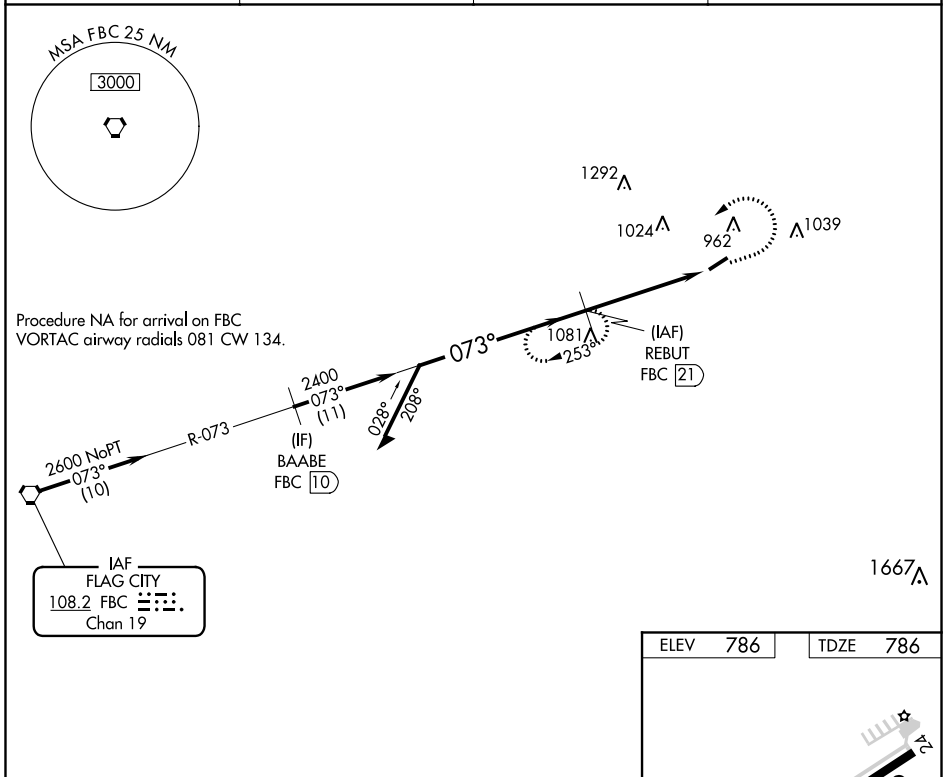 MSA FBC 25 NM
3000
1292
1024
962
1039
Procedure NA for arrival on FBC
VORTAC airway radials 081 CW 134.
1081
253°
(IAF)
REBUT
FBC 21
073°
2400
073°
(11)
028°
208°
R-073
(IF)
BAABE
FBC 10
2600 NoPT
073°
(10)
IAF
FLAG CITY
108.2 FBC
Chan 19
1667
ELEV 786
TDZE 786
24